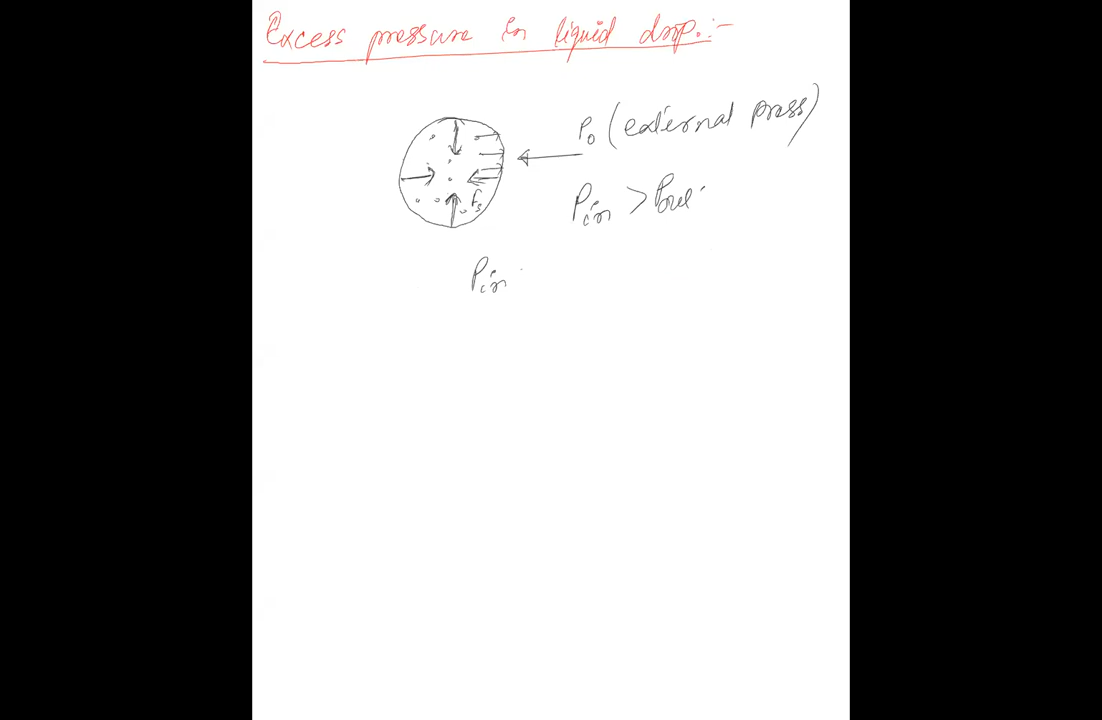 Excess pressure in liquid drop :-
P₀ (external press)
Fs
Pin > Pout
Pin